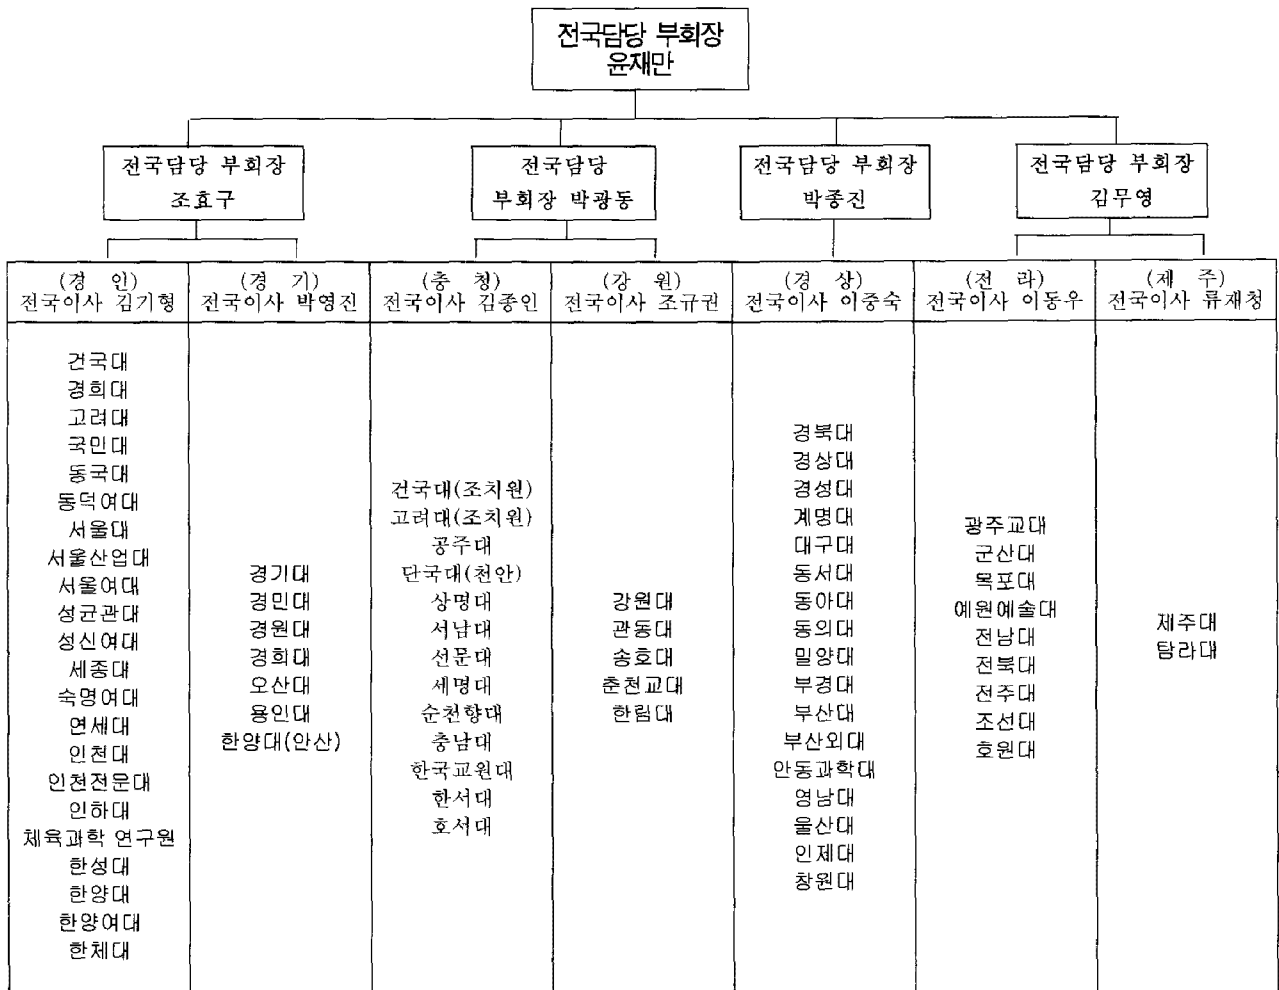 전국담당 부회장
윤재만
전국담당 부회장
조효구
전국담당
부회장 박광동
전국담당 부회장
박종진
전국담당 부회장
김무영
(경 인)
전국이사 김기형
(경 기)
전국이사 박영진
(충 청)
전국이사 김종인
(강 원)
전국이사 조규권
(경 상)
전국이사 이중숙
(전 라)
전국이사 이동우
(제 주)
전국이사 류재청
건국대
경희대
고려대
국민대
동국대
동덕여대
서울대
서울산업대
서울여대
성균관대
성신여대
세종대
숙명여대
연세대
인천대
인천전문대
인하대
체육과학 연구원
한성대
한양대
한양여대
한체대
경기대
경민대
경원대
경희대
오산대
용인대
한양대(안산)
건국대(조치원)
고려대(조치원)
공주대
단국대(천안)
상명대
서남대
선문대
세명대
순천향대
충남대
한국교원대
한서대
호서대
강원대
관동대
송호대
춘천교대
한림대
경북대
경상대
경성대
계명대
대구대
동서대
동아대
동의대
밀양대
부경대
부산대
부산외대
안동과학대
영남대
울산대
인제대
창원대
광주교대
군산대
목포대
예원예술대
전남대
전북대
전주대
조선대
호원대
제주대
탐라대